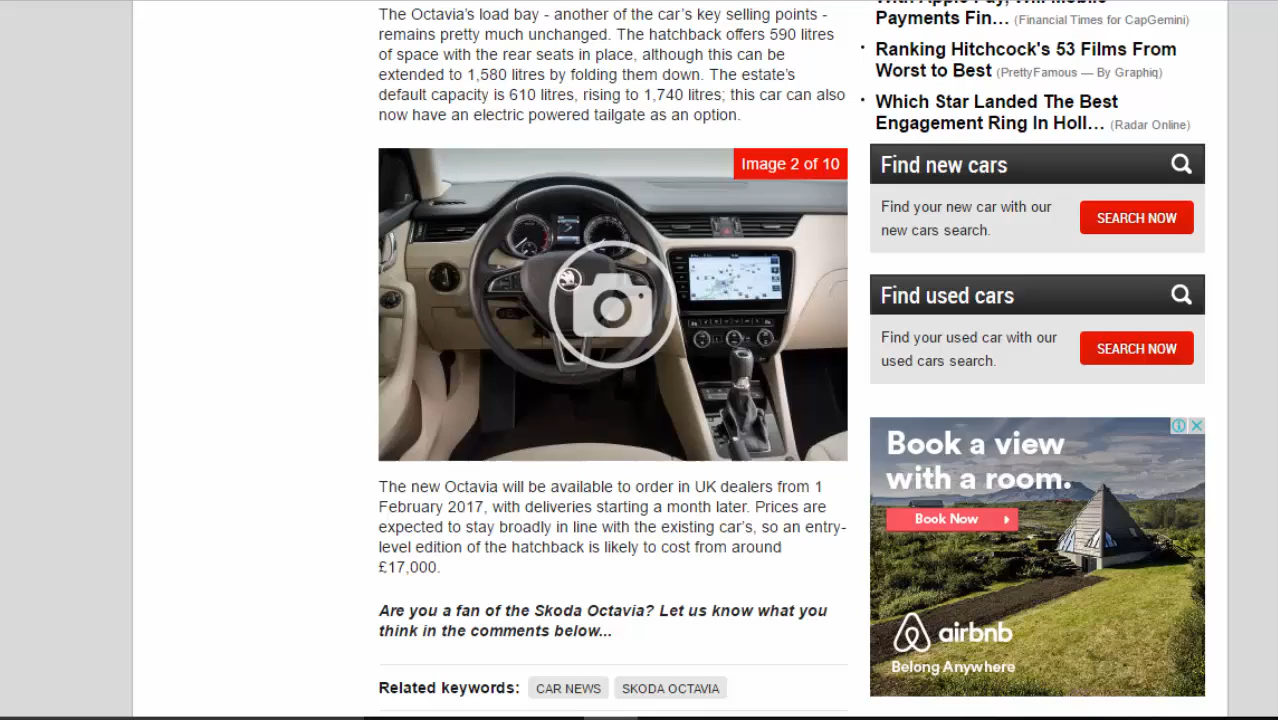 The Octavia's load bay - another of the car's key selling points -
remains pretty much unchanged. The hatchback offers 590 litres
of space with the rear seats in place, although this can be
extended to 1,580 litres by folding them down. The estate's
default capacity is 610 litres, rising to 1,740 litres; this car can also
now have an electric powered tailgate as an option.
Image 2 of 10
The new Octavia will be available to order in UK dealers from 1
February 2017, with deliveries starting a month later. Prices are
expected to stay broadly in line with the existing car's, so an entry-
level edition of the hatchback is likely to cost from around
£17,000.
Are you a fan of the Skoda Octavia? Let us know what you
think in the comments below...
Related keywords: CAR NEWS SKODA OCTAVIA
Payments Fin... (Financial Times for CapGemini)
Ranking Hitchcock's 53 Films From
Worst to Best (PrettyFamous — By Graphiq)
Which Star Landed The Best
Engagement Ring In Holl... (Radar Online)
Find new cars
Find your new car with our
new cars search.
SEARCH NOW
Find used cars
Find your used car with our
used cars search.
SEARCH NOW
Book a view
with a room.
Book Now
airbnb
Belong Anywhere